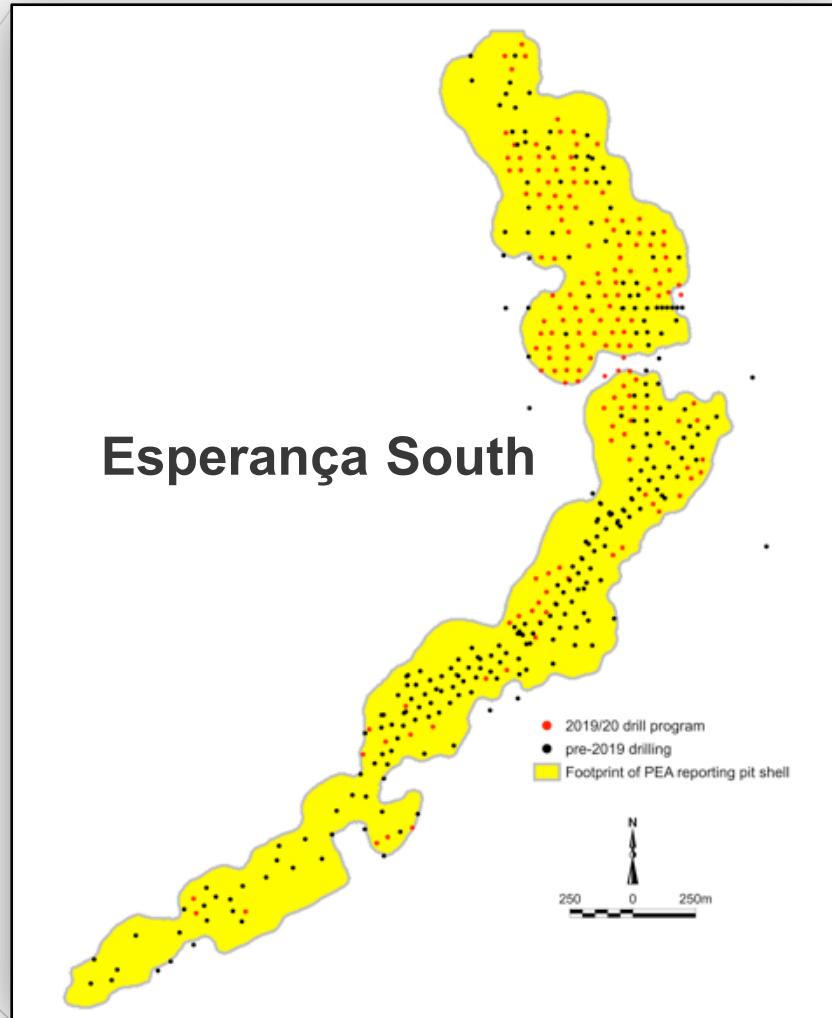 Esperança South
2019/20 drill program
pre-2019 drilling
Footprint of PEA reporting pit shell
N
250 0 250m